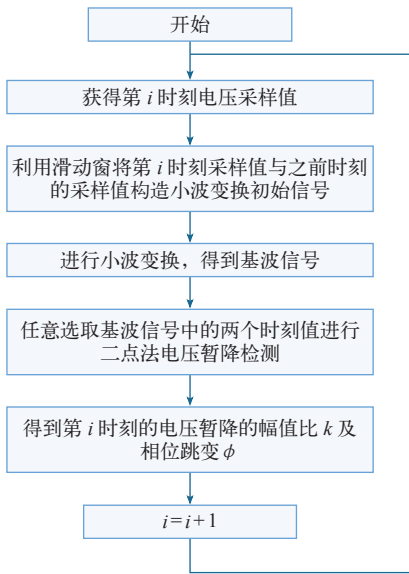 开始
获得第 i 时刻电压采样值
利用滑动窗将第 i 时刻采样值与之前时刻
的采样值构造小波变换初始信号
进行小波变换，得到基波信号
任意选取基波信号中的两个时刻值进行
二点法电压暂降检测
得到第 i 时刻的电压暂降的幅值比 k 及
相位跳变 ϕ
i=i+1